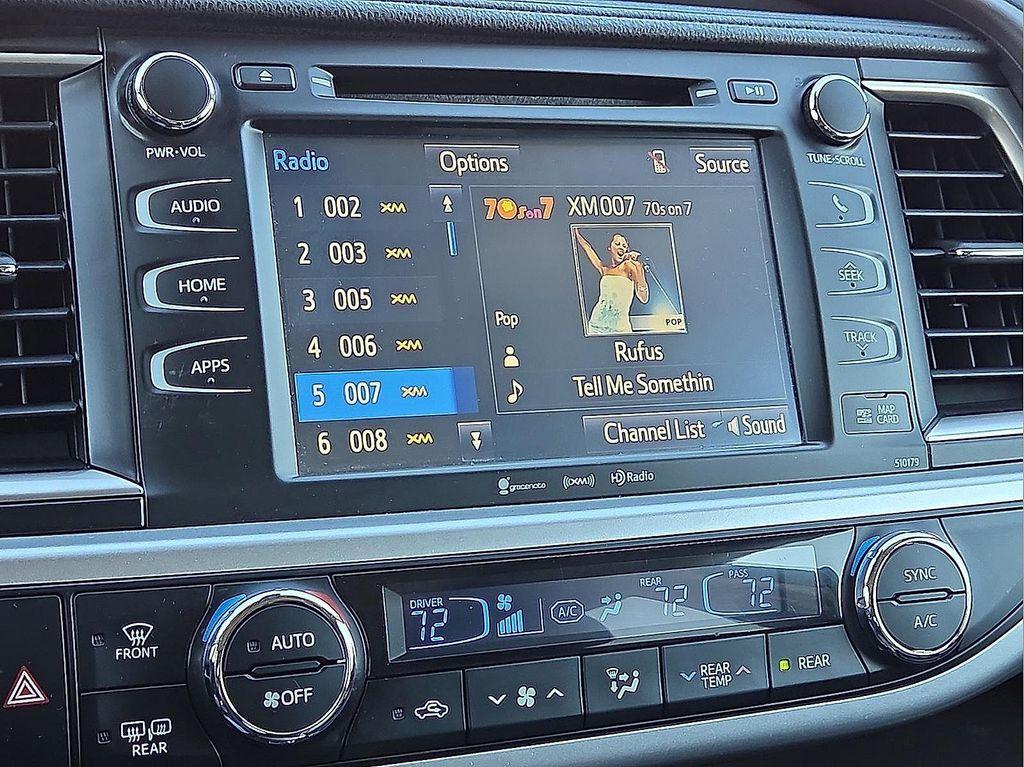 PWR•VOL
TUNE•SCROLL
AUDIO
HOME
APPS
SEEK
TRACK
MAP
CARD
510179
Radio
Options
Source
1 002 XM
2 003 XM
3 005 XM
4 006 XM
5 007 XM
6 008 XM
70s on 7 XM007 70s on 7
POP
Pop
Rufus
Tell Me Somethin
Channel List
Sound
gracenote
((XM))
HD Radio
DRIVER
72
A/C
REAR
72
PASS
72
SYNC
A/C
FRONT
REAR
AUTO
OFF
REAR
TEMP
REAR